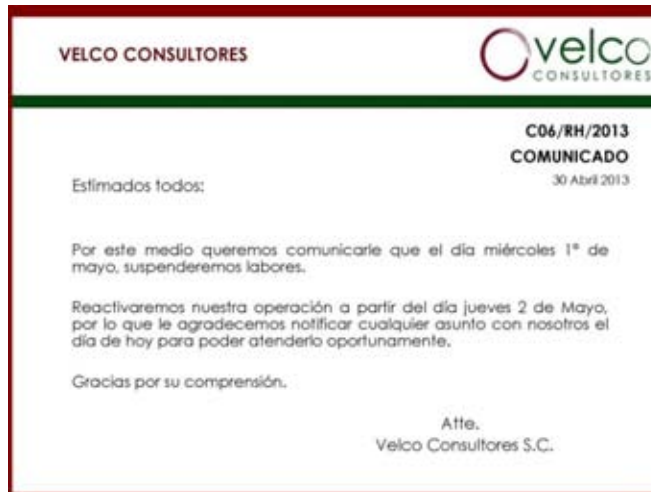 VELCO CONSULTORES
velco
CONSULTORES
C06/RH/2013
COMUNICADO
30 Abril 2013
Estimados todos:
Por este medio queremos comunicarle que el día miércoles 1° de
mayo, suspenderemos labores.
Reactivaremos nuestra operación a partir del día jueves 2 de Mayo,
por lo que le agradecemos notificar cualquier asunto con nosotros el
día de hoy para poder atenderlo oportunamente.
Gracias por su comprensión.
Atte.
Velco Consultores S.C.